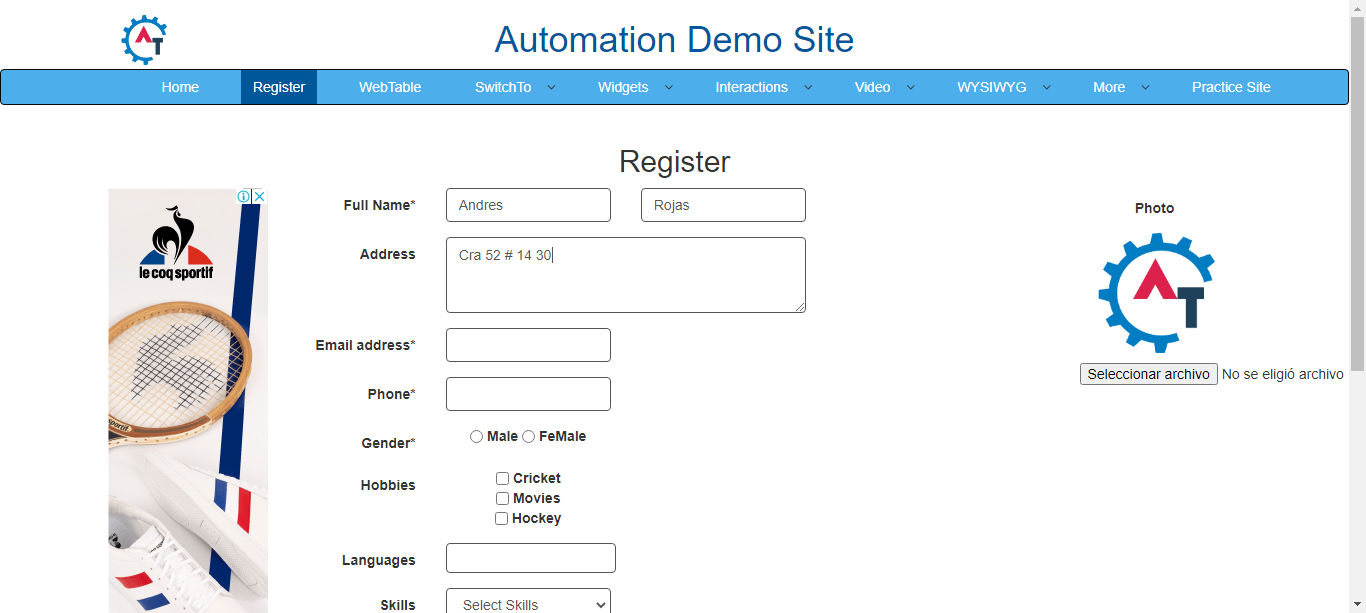 AT
Automation Demo Site
Home Register WebTable SwitchTo Widgets Interactions Video WYSIWYG More Practice Site
Register
le coq sportif
Full Name* Andres Rojas
Photo
Address Cra 52 # 14 30
AT
Email address*
Seleccionar archivo No se eligió archivo
Phone*
Gender* Male FeMale
Hobbies Cricket
Movies
Hockey
Languages
Skills Select Skills